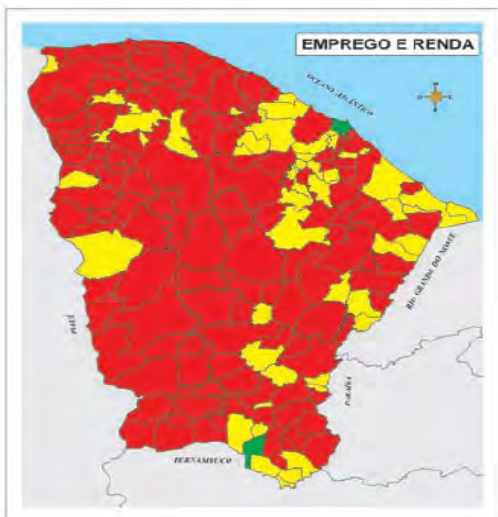 EMPREGO E RENDA
OCEANO ATLÂNTICO
RIO GRANDE DO NORTE
PIAUÍ
PARAÍBA
PERNAMBUCO